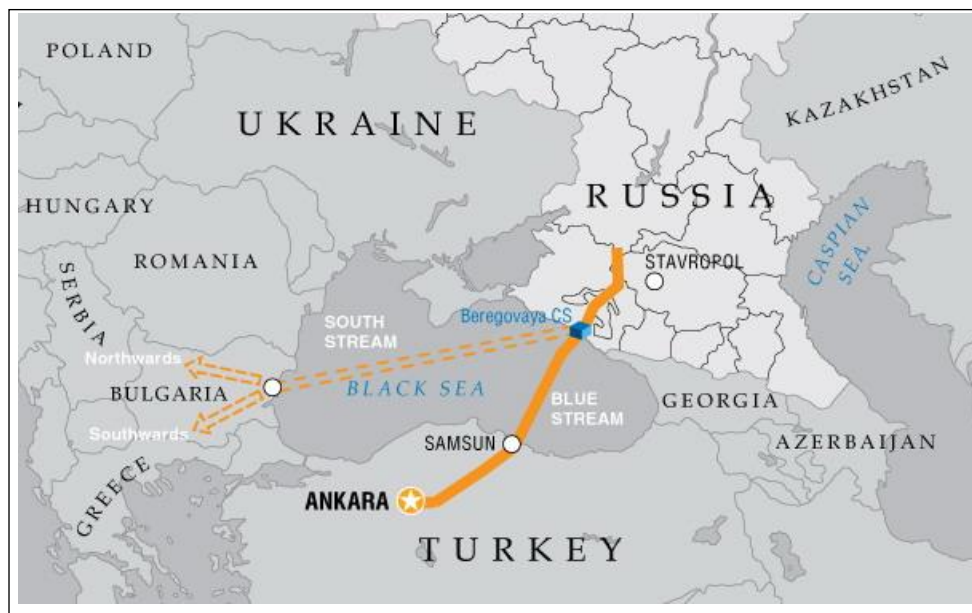 POLAND
UKRAINE
KAZAKHSTAN
RUSSIA
HUNGARY
CASPIAN
SEA.
ROMANIA
STAVROPOL
SERBIA
Beregovaya CS
SOUTH
STREAM
Northwards
BULGARIA
BLACK SEA
BLUE
STREAM
GEORGIA
Southwards
SAMSUN
AZERBAIJAN
GREECE
ANKARA
TURKEY